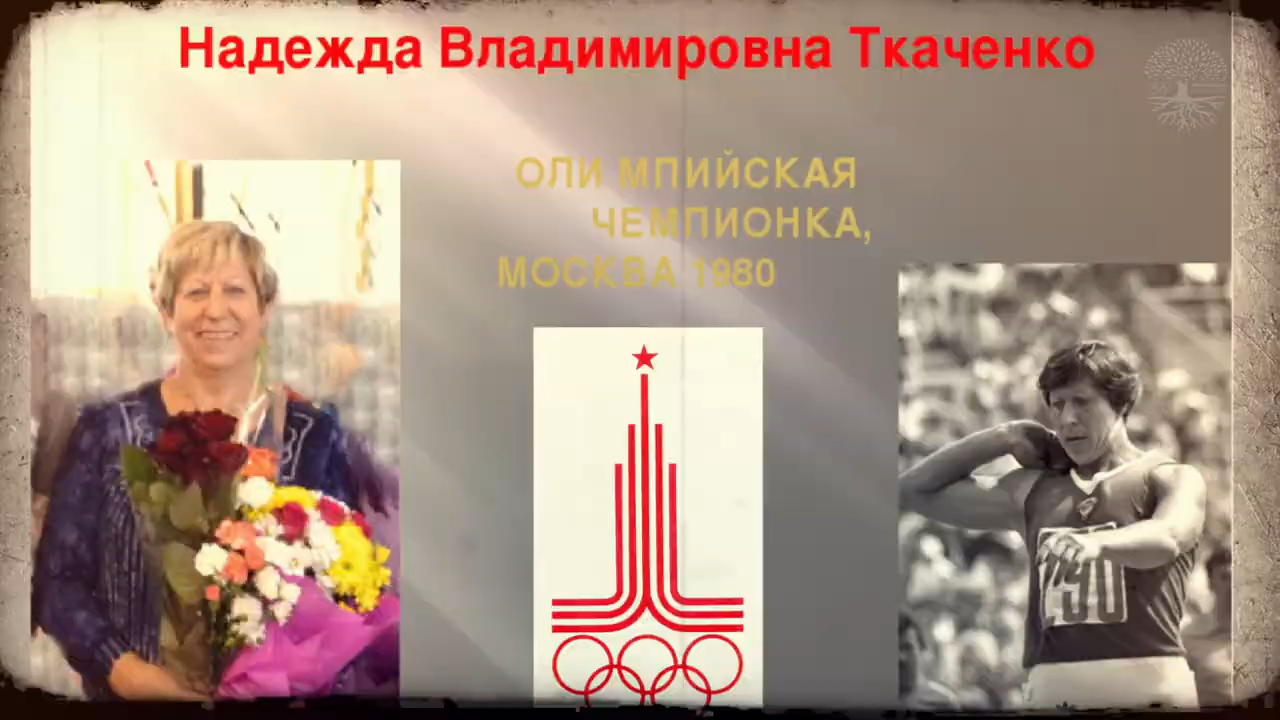 Надежда Владимировна Ткаченко
ОЛИ МПИЙСКАЯ
ЧЕМПИОНКА,
МОСКВА 1980